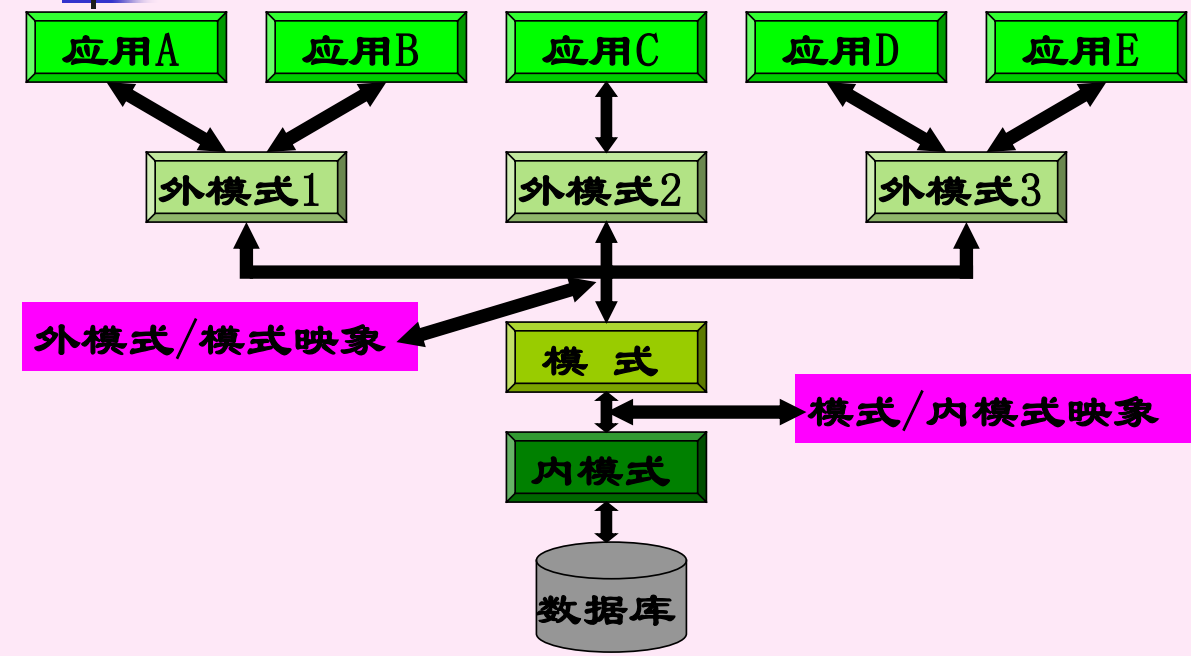 应用A
应用B
应用C
应用D
应用E
外模式1
外模式2
外模式3
外模式/模式映象
模 式
模式/内模式映象
内模式
数据库